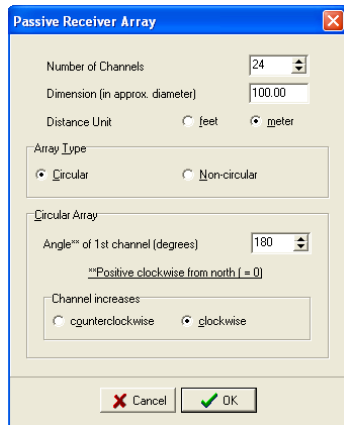 Passive Receiver Array
Number of Channels 24
Dimension (in approx. diameter) 100.00
Distance Unit feet meter
Array Type
Circular Non-circular
Circular Array
Angle** of 1st channel (degrees) 180
**Positive clockwise from north ( = 0)
Channel increases
counterclockwise clockwise
Cancel OK